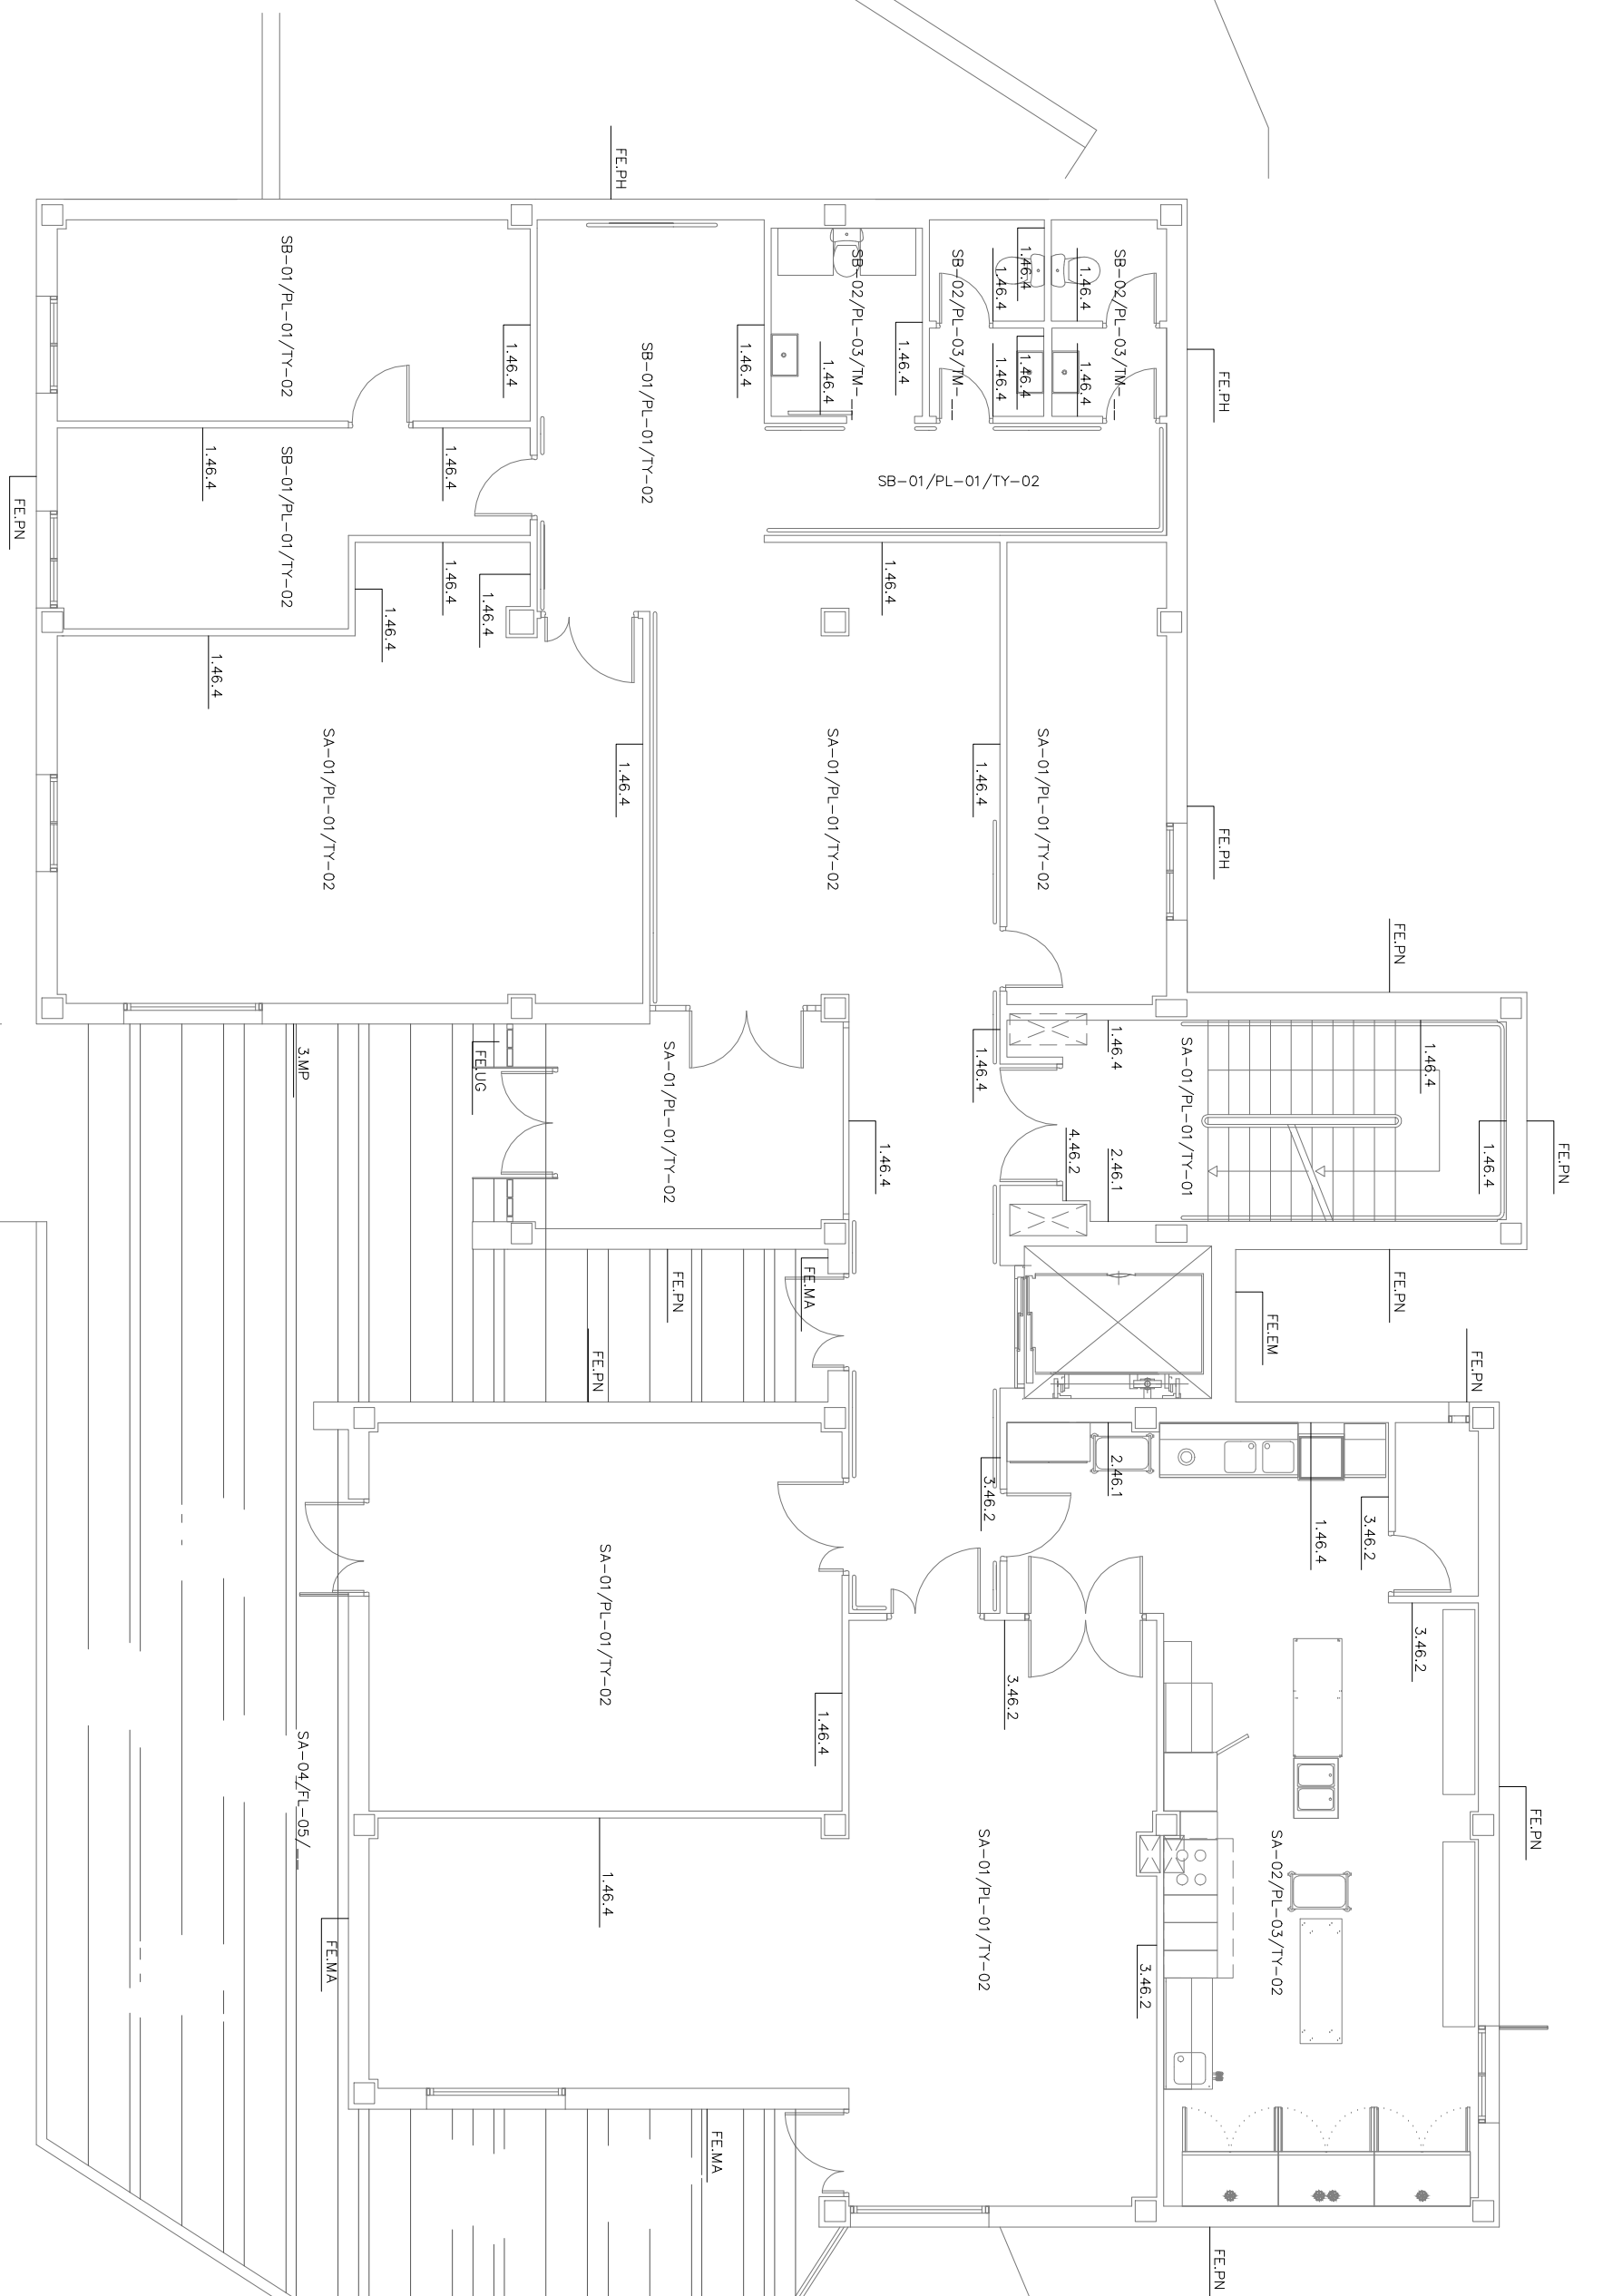 FE.PH
SB-01/PL-01/TY-02
SB-02/PL-03/TM-__
SB-02/PL-03/TM-__
SB-02/PL-03/TM-__
1.46.4
1.46.4
1.46.4
1.46.4
1.46.4
1.46.4
1.46.4
1.46.4
1.46.4
1.46.4
1.46.4
1.46.4
SB-01/PL-01/TY-02
FE.PH
SB-01/PL-01/TY-02
SB-01/PL-01/TY-02
1.46.4
1.46.4
FE.PN
1.46.4
1.46.4
1.46.4
1.46.4
1.46.4
SA-01/PL-01/TY-02
SA-01/PL-01/TY-02
SA-01/PL-01/TY-02
1.46.4
1.46.4
FE.PH
FE.PN
3.MP
FE.UG
SA-01/PL-01/TY-02
1.46.4
1.46.4
1.46.4
SA-01/PL-01/TY-01
1.46.4
1.46.4
FE.PN
4.46.2
2.46.1
FE.PN
FE.PN
FE.MA
FE.PN
FE.EM
FE.PN
3.46.2
2.46.1
1.46.4
3.46.2
SA-01/PL-01/TY-02
1.46.4
3.46.2
3.46.2
SA-04/FL-05/__
1.46.4
SA-01/PL-01/TY-02
SA-02/PL-03/TY-02
FE.PN
FE.MA
3.46.2
FE.MA
FE.PN